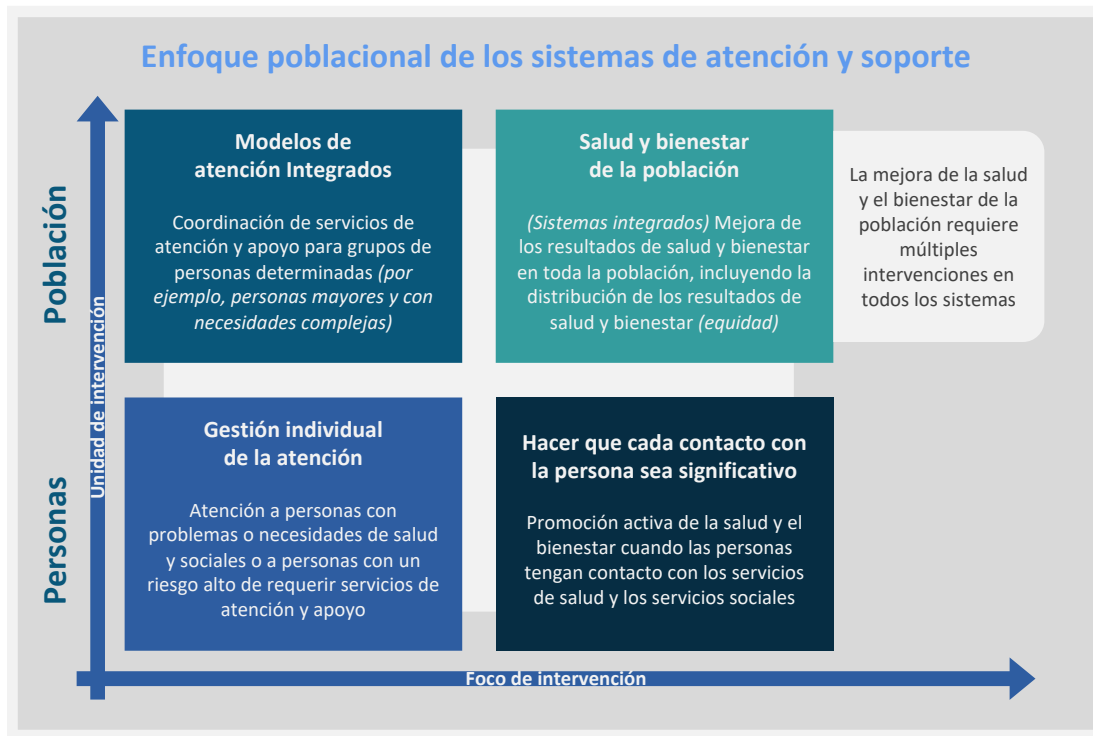 Enfoque poblacional de los sistemas de atención y soporte
Población
Personas
Unidad de intervención
Modelos de
atención Integrados
Coordinación de servicios de
atención y apoyo para grupos de
personas determinadas (por
ejemplo, personas mayores y con
necesidades complejas)
Salud y bienestar
de la población
(Sistemas integrados) Mejora de
los resultados de salud y bienestar
en toda la población, incluyendo la
distribución de los resultados de
salud y bienestar (equidad)
La mejora de la salud
y el bienestar de la
población requiere
múltiples
intervenciones en
todos los sistemas
Gestión individual
de la atención
Atención a personas con
problemas o necesidades de salud
y sociales o a personas con un
riesgo alto de requerir servicios de
atención y apoyo
Hacer que cada contacto con
la persona sea significativo
Promoción activa de la salud y el
bienestar cuando las personas
tengan contacto con los servicios
de salud y los servicios sociales
Foco de intervención